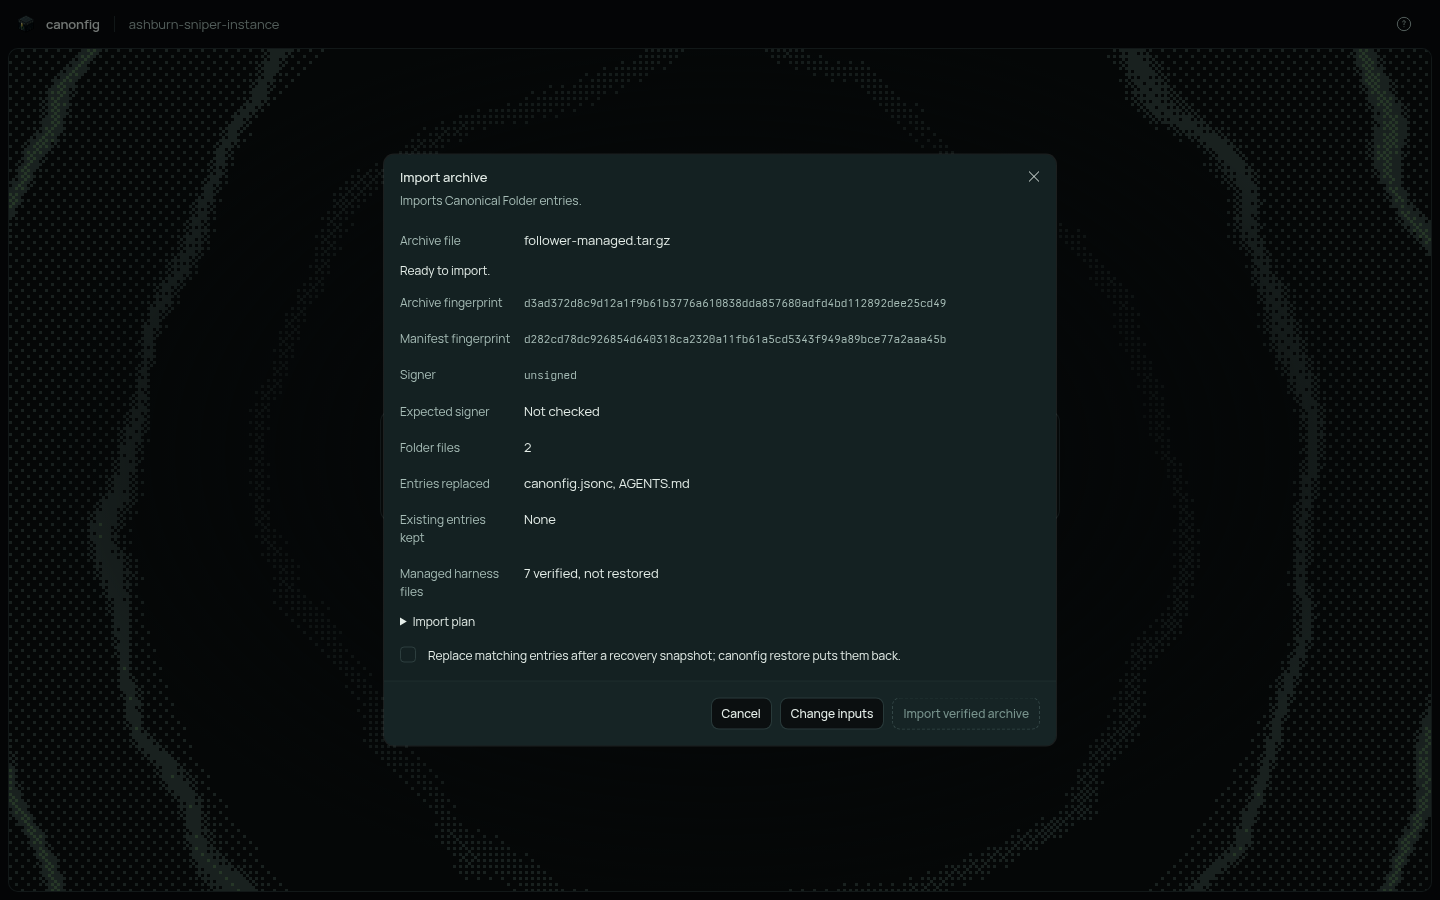 canonfig
ashburn-sniper-instance
Import archive
Imports Canonical Folder entries.
Archive file follower-managed.tar.gz
Ready to import.
Archive fingerprint d3ad372d8c9d12a1f9b61b3776a610838dda857680adfd4bd112892dee25cd49
Manifest fingerprint d282cd78dc926854d640318ca2320a11fb61a5cd5343f949a89bce77a2aaa45b
Signer unsigned
Expected signer Not checked
Folder files 2
Entries replaced canonfig.jsonc, AGENTS.md
Existing entries None
kept
Managed harness 7 verified, not restored
files
Import plan
Replace matching entries after a recovery snapshot; canonfig restore puts them back.
Cancel Change inputs Import verified archive